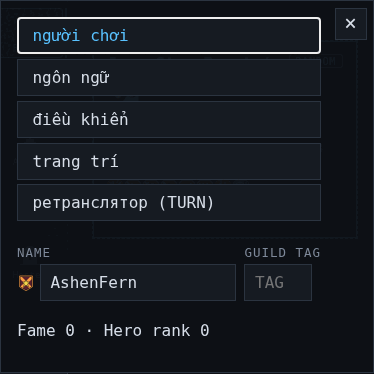 người chơi
×
ngôn ngữ
điều khiển
trang trí
ретранслятор (TURN)
NAME GUILD TAG
AshenFern TAG
Fame 0 · Hero rank 0